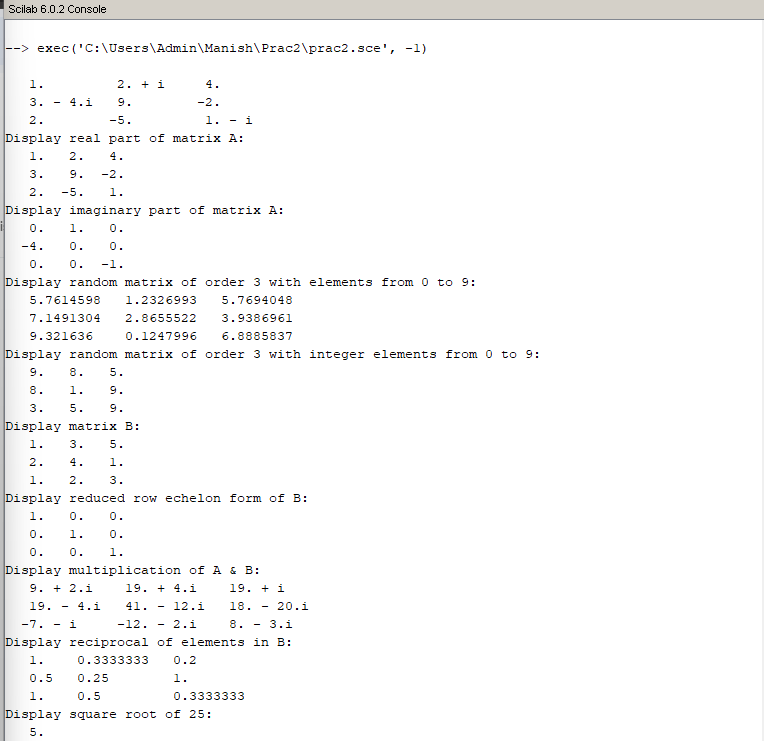 Scilab 6.0.2 Console
--> exec('C:\Users\Admin\Manish\Prac2\prac2.sce', -1)
1. 2. + i 4.
3. - 4.i 9. -2.
2. -5. 1. - i
Display real part of matrix A:
1. 2. 4.
3. 9. -2.
2. -5. 1.
Display imaginary part of matrix A:
0. 1. 0.
-4. 0. 0.
0. 0. -1.
Display random matrix of order 3 with elements from 0 to 9:
5.7614598 1.2326993 5.7694048
7.1491304 2.8655522 3.9386961
9.321636 0.1247996 6.8885837
Display random matrix of order 3 with integer elements from 0 to 9:
9. 8. 5.
8. 1. 9.
3. 5. 9.
Display matrix B:
1. 3. 5.
2. 4. 1.
1. 2. 3.
Display reduced row echelon form of B:
1. 0. 0.
0. 1. 0.
0. 0. 1.
Display multiplication of A & B:
9. + 2.i 19. + 4.i 19. + i
19. - 4.i 41. - 12.i 18. - 20.i
-7. - i -12. - 2.i 8. - 3.i
Display reciprocal of elements in B:
1. 0.3333333 0.2
0.5 0.25 1.
1. 0.5 0.3333333
Display square root of 25:
5.